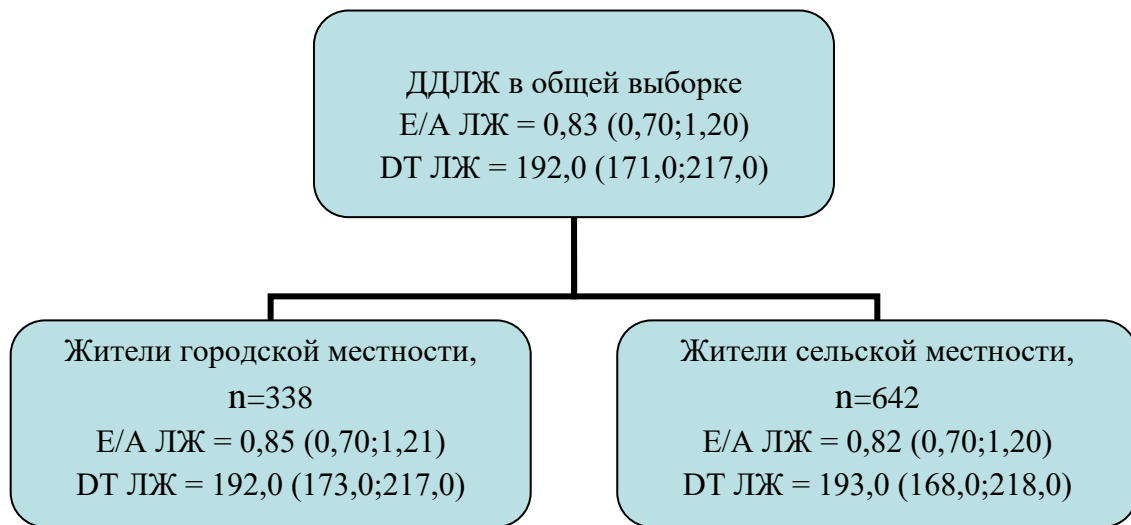 ДДЛЖ в общей выборке
E/A ЛЖ = 0,83 (0,70;1,20)
DT ЛЖ = 192,0 (171,0;217,0)
Жители городской местности,
n=338
E/A ЛЖ = 0,85 (0,70;1,21)
DT ЛЖ = 192,0 (173,0;217,0)
Жители сельской местности,
n=642
E/A ЛЖ = 0,82 (0,70;1,20)
DT ЛЖ = 193,0 (168,0;218,0)